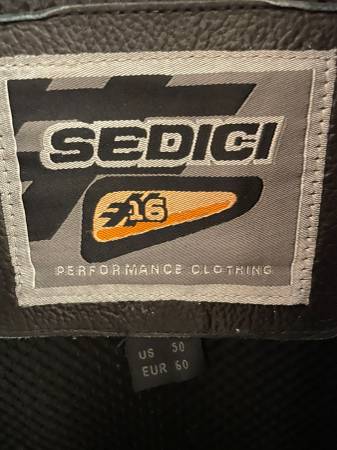 SEDICI
16
PERFORMANCE CLOTHING
US 50
EUR 60